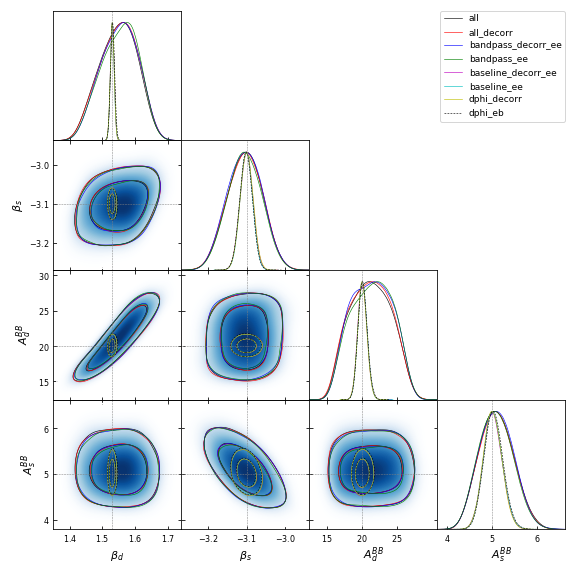 all
all_decorr
bandpass_decorr_ee
bandpass_ee
baseline_decorr_ee
baseline_ee
dphi_decorr
dphi_eb
−3.0
−3.1
−3.2
β_s
30
25
20
15
A_d^{BB}
6
5
4
A_s^{BB}
1.4 1.5 1.6 1.7 −3.2 −3.1 −3.0 15 20 25 4 5 6
β_d β_s A_d^{BB} A_s^{BB}